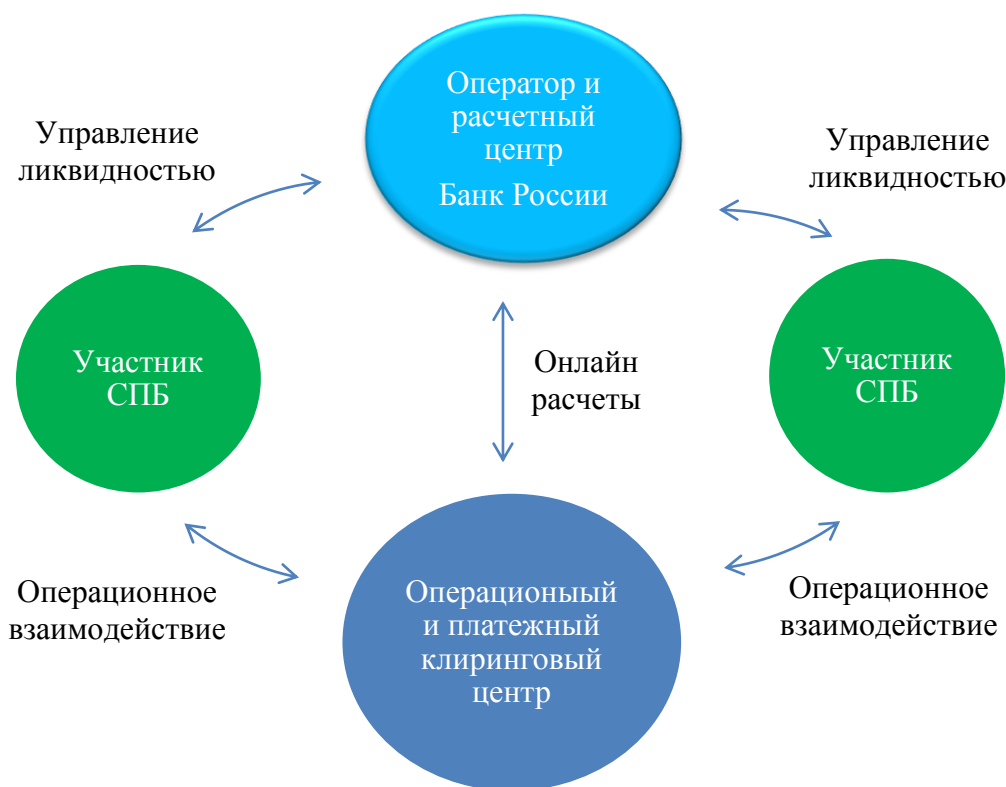 Оператор и
расчетный
центр
Банк России
Управление
ликвидностью
Управление
ликвидностью
Участник
СПБ
Онлайн
расчеты
Участник
СПБ
Операционное
взаимодействие
Операционыый
и платежный
клиринговый
центр
Операционное
взаимодействие